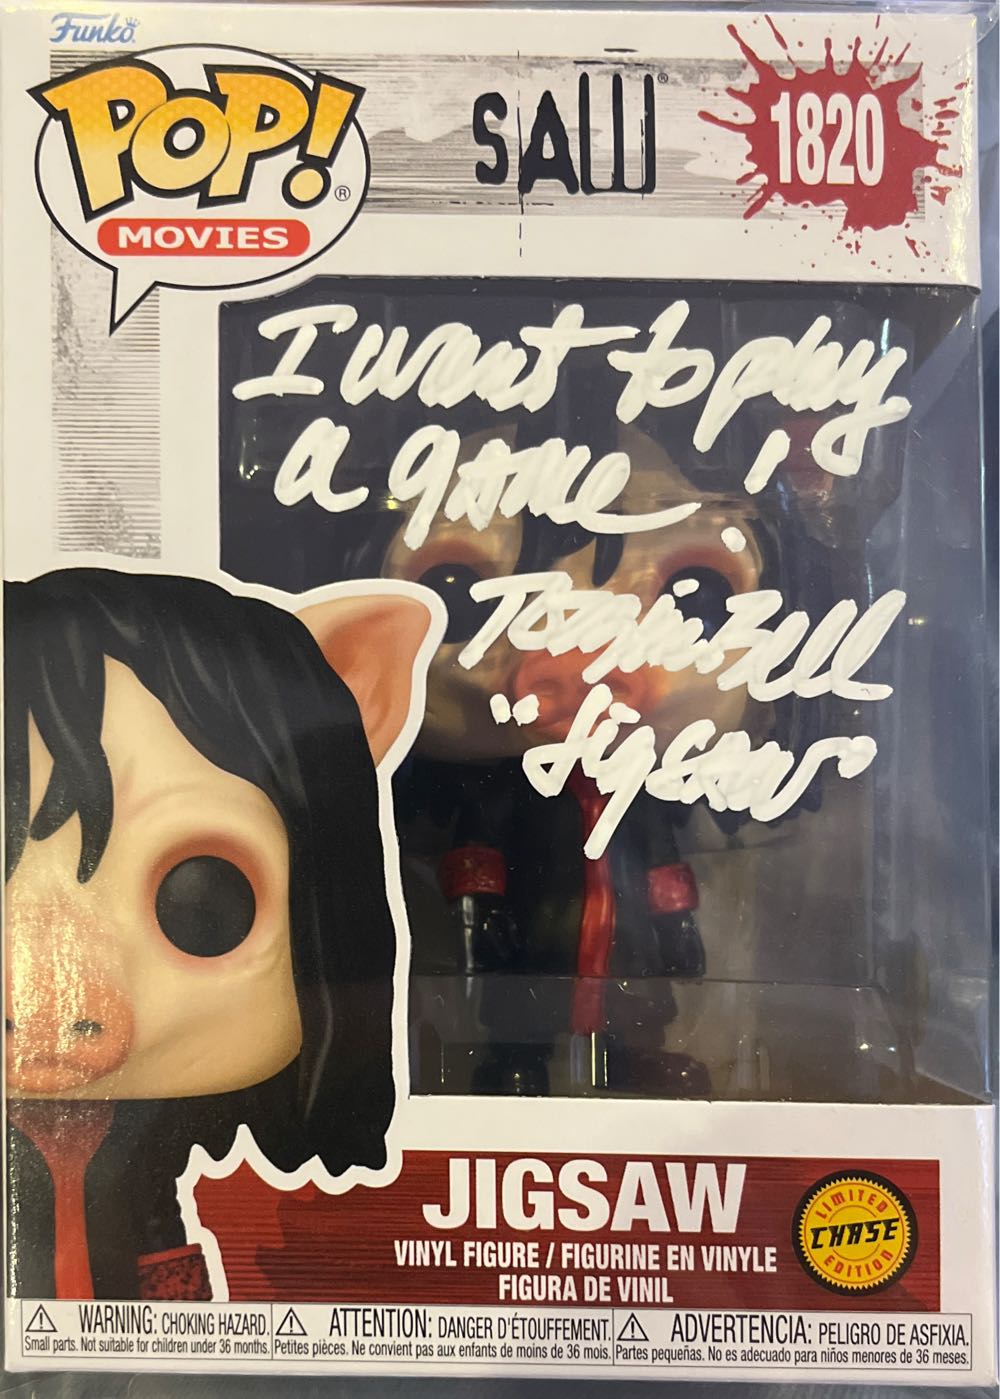 Funko®
POP!®
MOVIES
SAW®
1820
I want to play
a game!
Tobin Bell
"Jigsaw"
JIGSAW
VINYL FIGURE / FIGURINE EN VINYLE
FIGURA DE VINIL
LIMITED
CHASE
EDITION
WARNING: CHOKING HAZARD.
Small parts. Not suitable for children under 36 months.
ATTENTION: DANGER D'ÉTOUFFEMENT.
Petites pièces. Ne convient pas aux enfants de moins de 36 mois.
ADVERTENCIA: PELIGRO DE ASFIXIA.
Partes pequeñas. No es adecuado para niños menores de 36 meses.